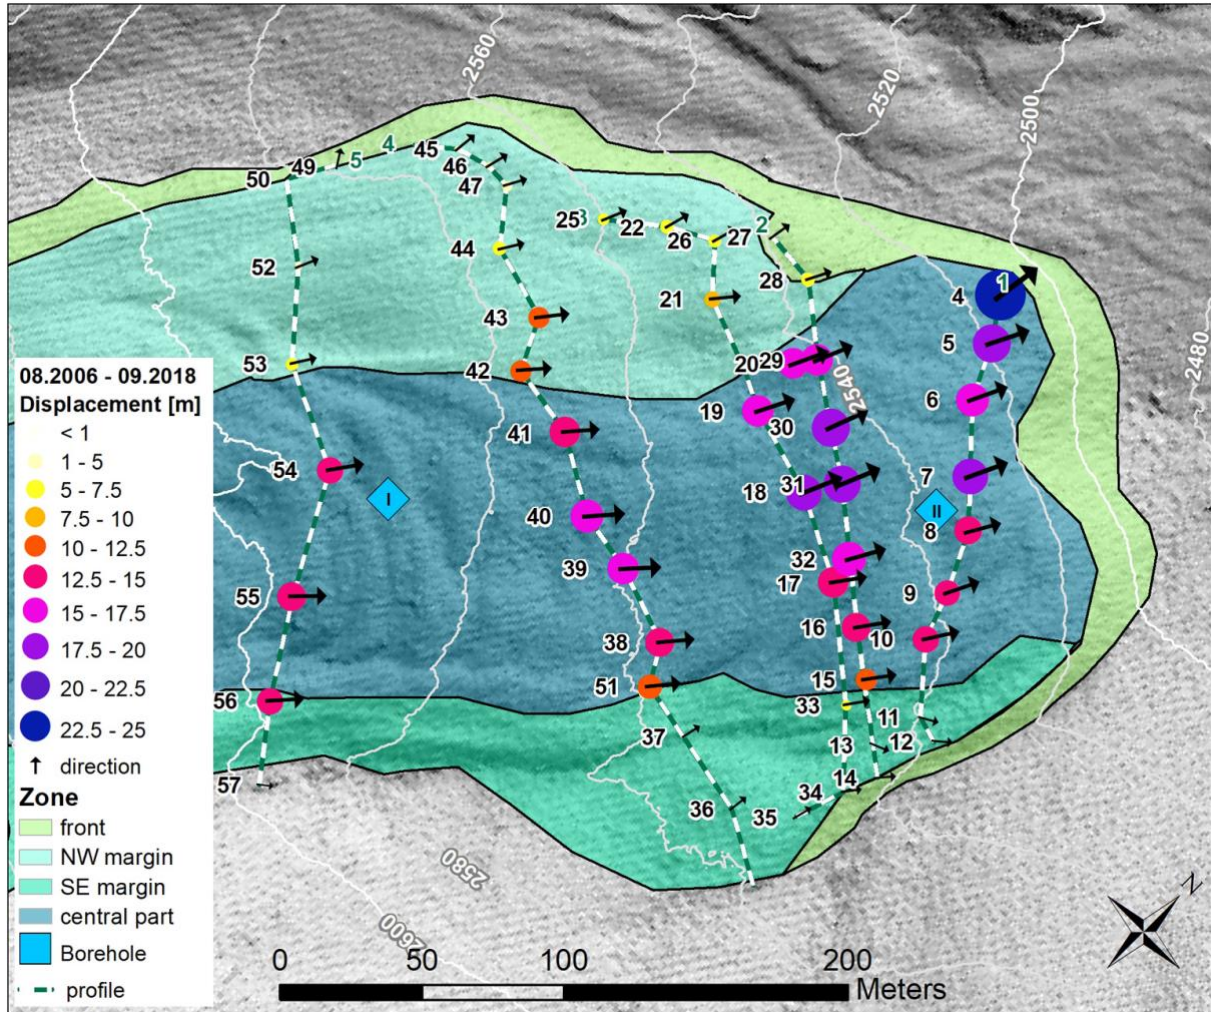 2560
2520
2500
2480
2540
2580
2600
50
49
5
4
45
46
47
25
3
22
26
27
2
52
44
21
28
4
1
5
43
53
42
20
29
6
41
19
30
54
18
31
7
I
II
8
40
39
32
17
9
55
38
16
10
51
15
56
33
11
37
13
12
57
14
34
36
35
08.2006 - 09.2018
Displacement [m]
< 1
1 - 5
5 - 7.5
7.5 - 10
10 - 12.5
12.5 - 15
15 - 17.5
17.5 - 20
20 - 22.5
22.5 - 25
direction
Zone
front
NW margin
SE margin
central part
Borehole
profile
0 50 100 200
Meters
N